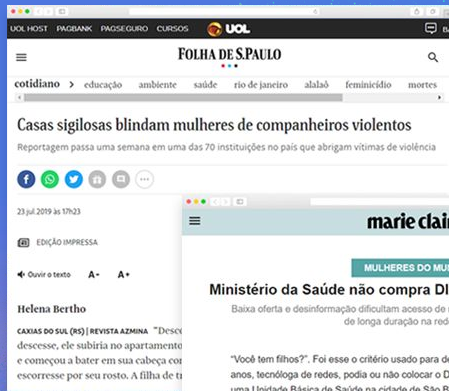 UOL HOST PAGBANK PAGSEGURO CURSOS UOL
FOLHA DE S.PAULO
cotidiano > educação ambiente saúde rio de janeiro alalaô feminicídio mortes
Casas sigilosas blindam mulheres de companheiros violentos
Reportagem passa uma semana em uma das 70 instituições no país que abrigam vítimas de violência
23.jul.2019 às 17h23
EDIÇÃO IMPRESSA
Ouvir o texto A- A+
Helena Bertho
CAXIAS DO SUL (RS) | REVISTA AZMINA "Desce
descesse, ele subiria no apartamento
e começou a bater em sua cabeça con
escorresse por seu rosto. A filha de tr
marie clai
MULHERES DO MU
Ministério da Saúde não compra DI
Baixa oferta e desinformação dificultam acesso de
de longa duração na red
"Você tem filhos?". Foi esse o critério usado para de
anos, tecnóloga de redes, podia ou não colocar o D
uma Unidade Básica de Saúde na cidade de São B